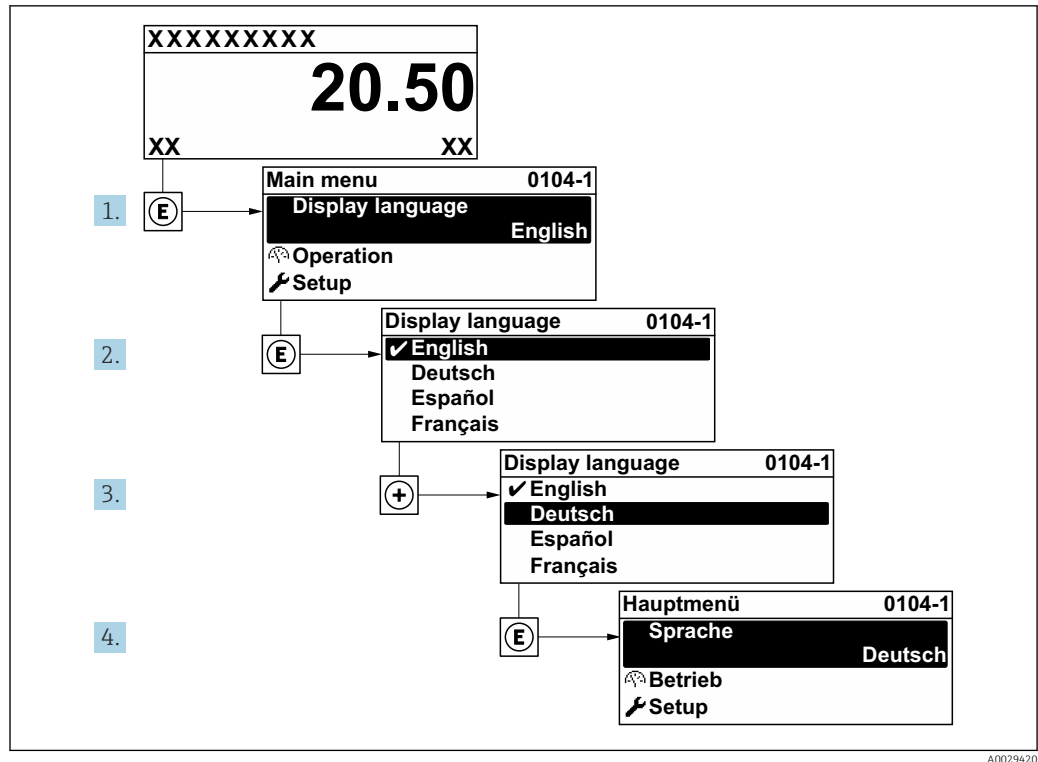 XXXXXXXXX
20.50
XX XX
1. E
Main menu 0104-1
Display language
English
Operation
Setup
2. E
Display language 0104-1
✔ English
Deutsch
Español
Français
3. +
Display language 0104-1
✔ English
Deutsch
Español
Français
4. E
Hauptmenü 0104-1
Sprache
Deutsch
Betrieb
Setup
A0029420